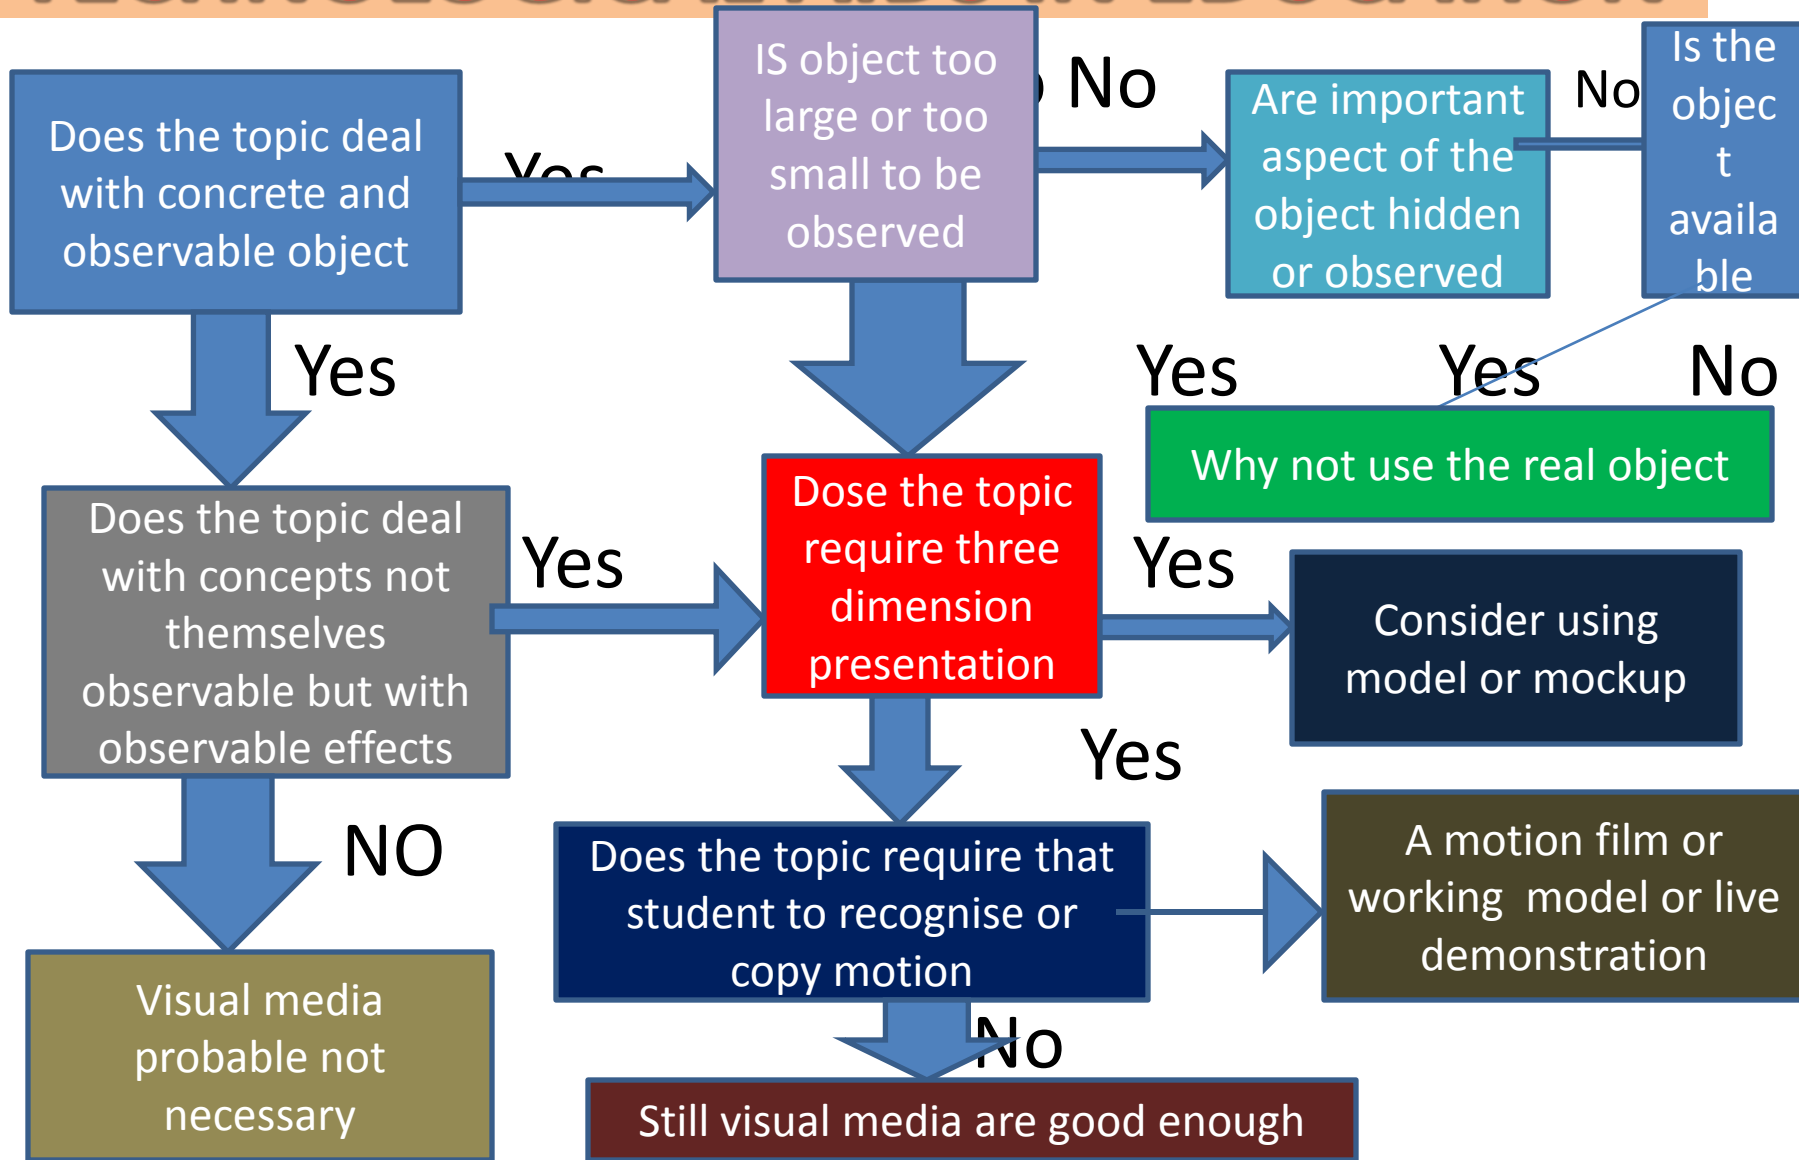 IS object too
large or too
small to be
observed
No
Are important
aspect of the
object hidden
or observed
No
Is the
objec
t
availa
ble
Does the topic deal
with concrete and
observable object
Yes
Yes
Yes
Yes
No
Why not use the real object
Does the topic deal
with concepts not
themselves
observable but with
observable effects
Yes
Dose the topic
require three
dimension
presentation
Yes
Consider using
model or mockup
Yes
NO
Does the topic require that
student to recognise or
copy motion
A motion film or
working model or live
demonstration
Visual media
probable not
necessary
No
Still visual media are good enough